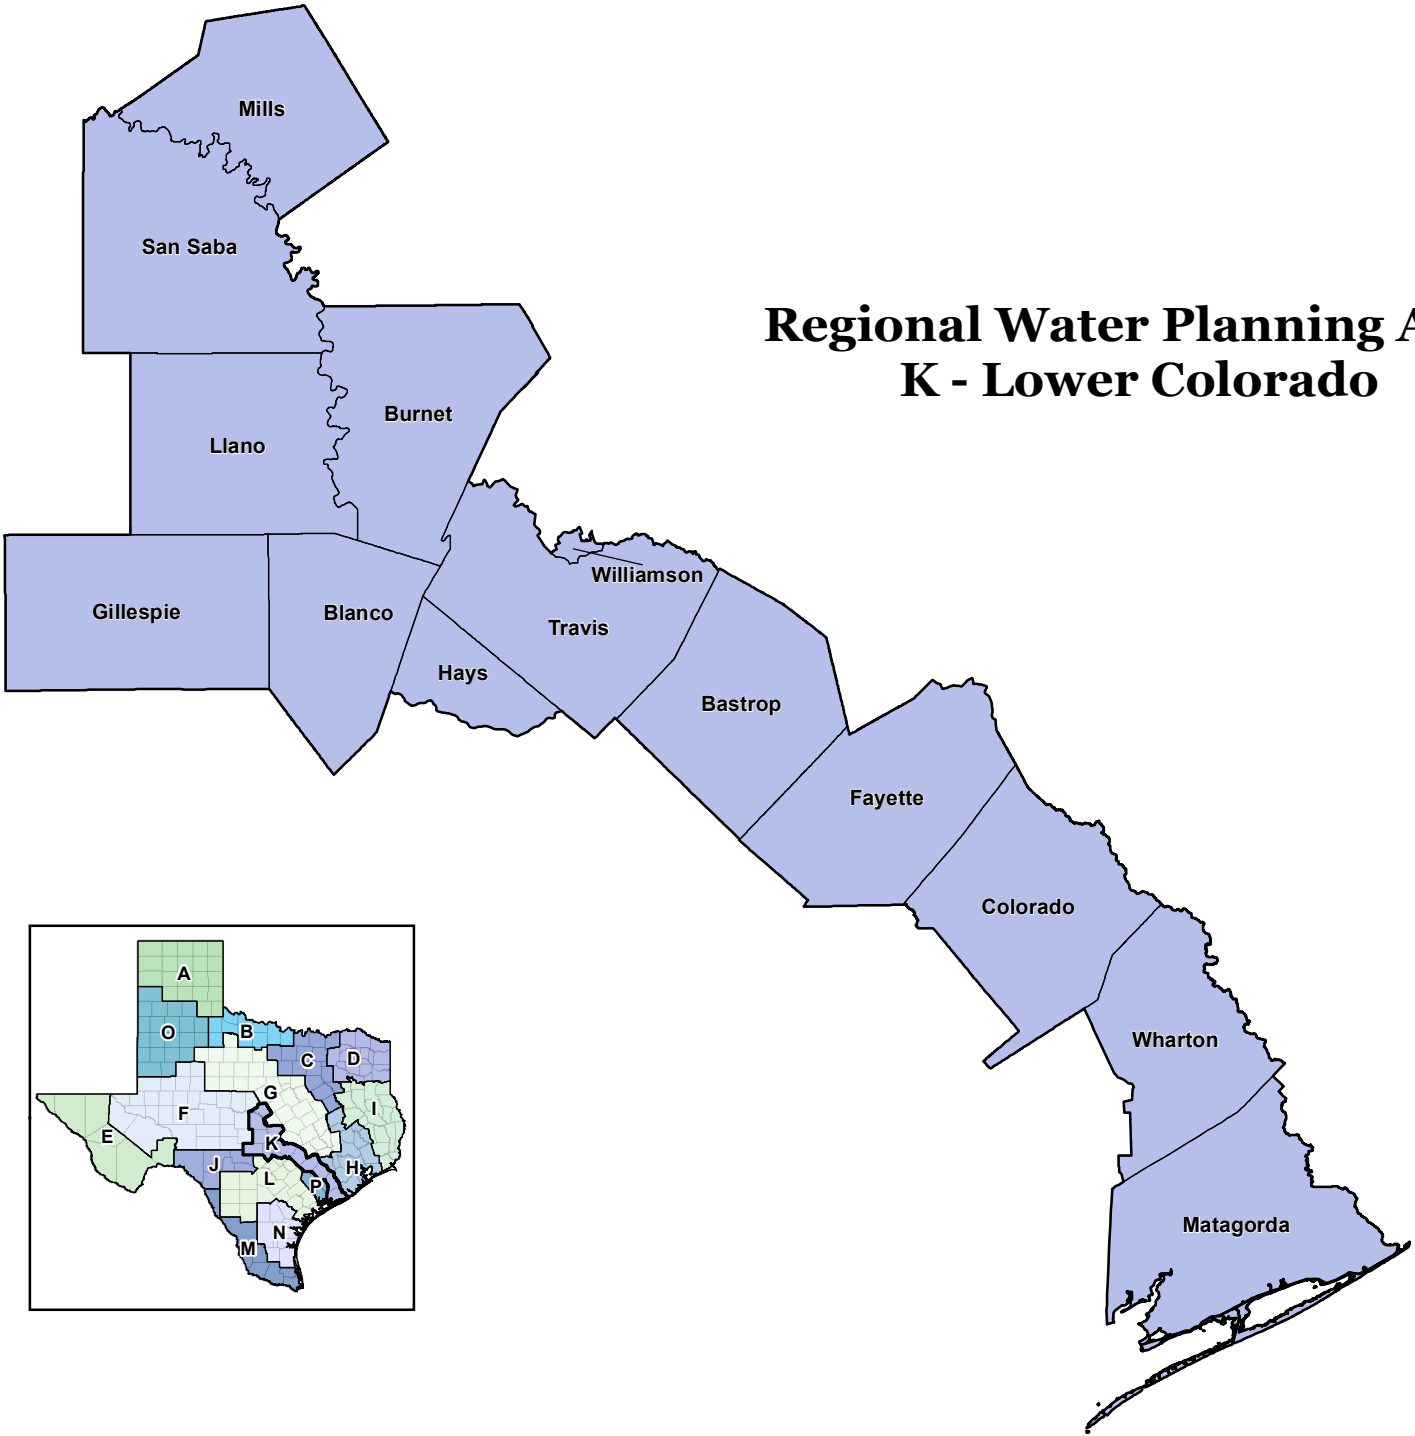 Mills
San Saba
Regional Water Planning A
K - Lower Colorado
Burnet
Llano
Williamson
Gillespie
Blanco
Travis
Hays
Bastrop
Fayette
Colorado
Wharton
Matagorda
A
O
B
C
D
G
F
I
E
K
J
H
L
P
N
M